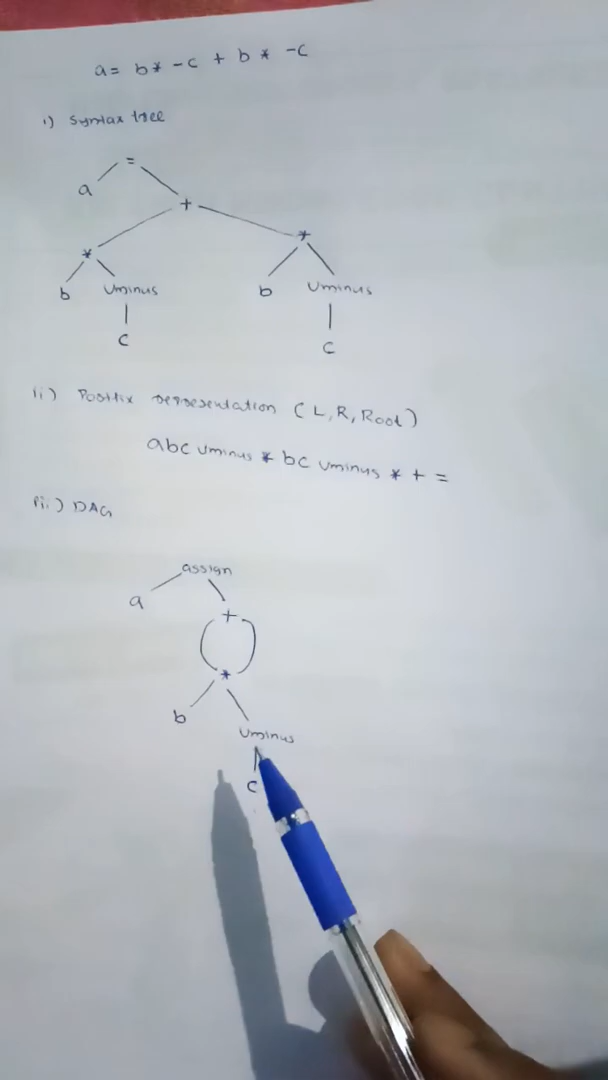 a = b * -c + b * -c
i) Syntax tree
=
a
+
* *
b Uminus b Uminus
c c
ii) Postfix representation (L, R, Root)
abc uminus * bc uminus * + =
iii) DAG
assign
a
+
*
b
Uminus
c